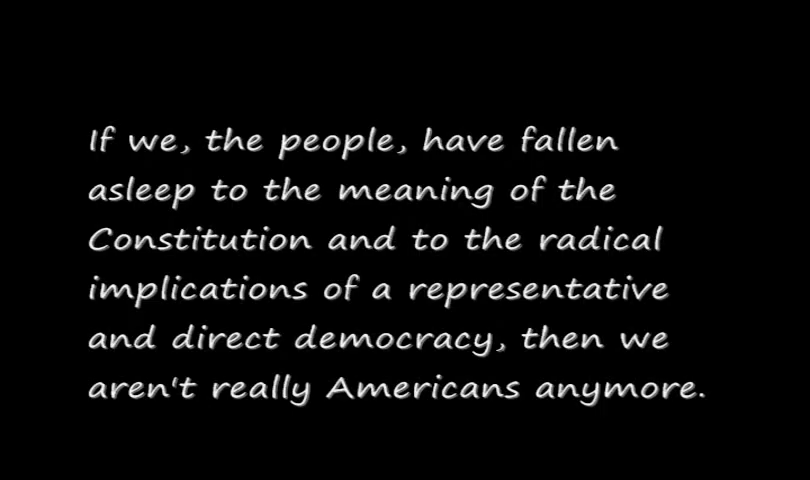 If we, the people, have fallen
asleep to the meaning of the
Constitution and to the radical
implications of a representative
and direct democracy, then we
aren't really Americans anymore.